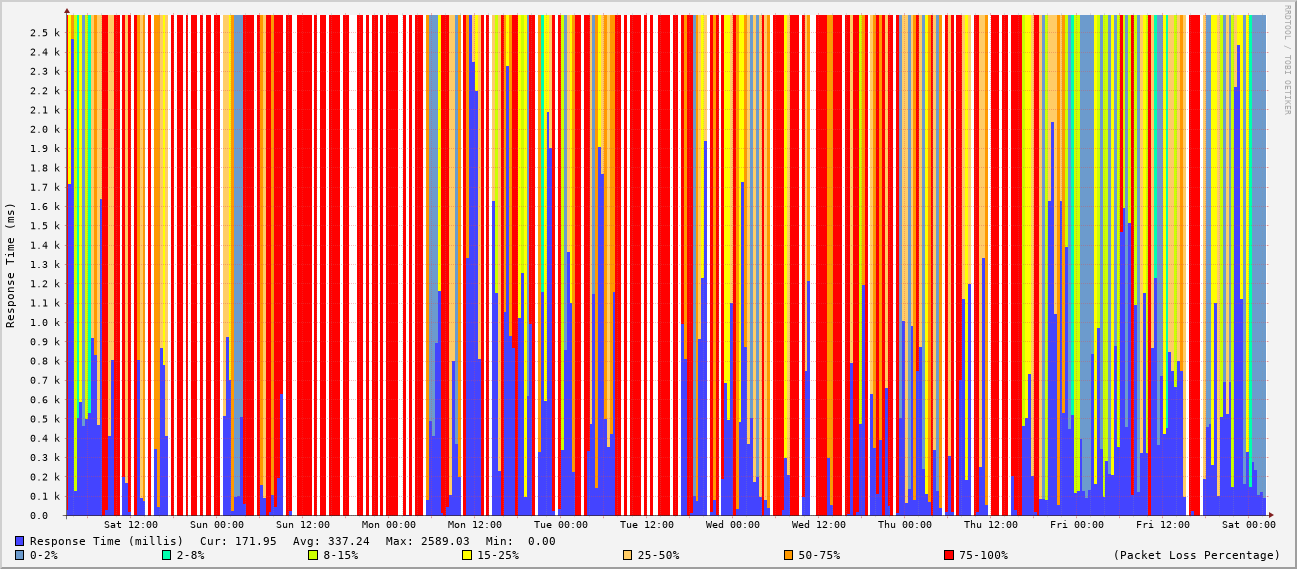 RRDTOOL / TOBI OETIKER
Response Time (ms)
2.5 k
2.4 k
2.3 k
2.2 k
2.1 k
2.0 k
1.9 k
1.8 k
1.7 k
1.6 k
1.5 k
1.4 k
1.3 k
1.2 k
1.1 k
1.0 k
0.9 k
0.8 k
0.7 k
0.6 k
0.5 k
0.4 k
0.3 k
0.2 k
0.1 k
0.0
Sat 12:00 Sun 00:00 Sun 12:00 Mon 00:00 Mon 12:00 Tue 00:00 Tue 12:00 Wed 00:00 Wed 12:00 Thu 00:00 Thu 12:00 Fri 00:00 Fri 12:00 Sat 00:00
Response Time (millis) Cur: 171.95 Avg: 337.24 Max: 2589.03 Min: 0.00
0-2% 2-8% 8-15% 15-25% 25-50% 50-75% 75-100% (Packet Loss Percentage)